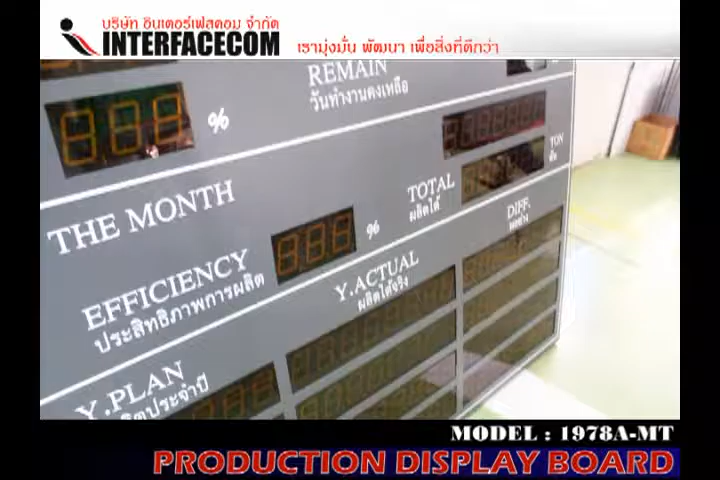 บริษัท อินเตอร์เฟสคอม จำกัด
INTERFACECOM
เรามุ่งมั่น พัฒนา เพื่อสิ่งที่ดีกว่า
REMAIN
วันทำงานคงเหลือ
%
THE MONTH
TOTAL
ผลิตได้
TON
ตัน
EFFICIENCY
ประสิทธิภาพการผลิต
%
DIFF.
Y.ACTUAL
ผลิตได้จริง
Y.PLAN
MODEL : 1978A-MT
PRODUCTION DISPLAY BOARD